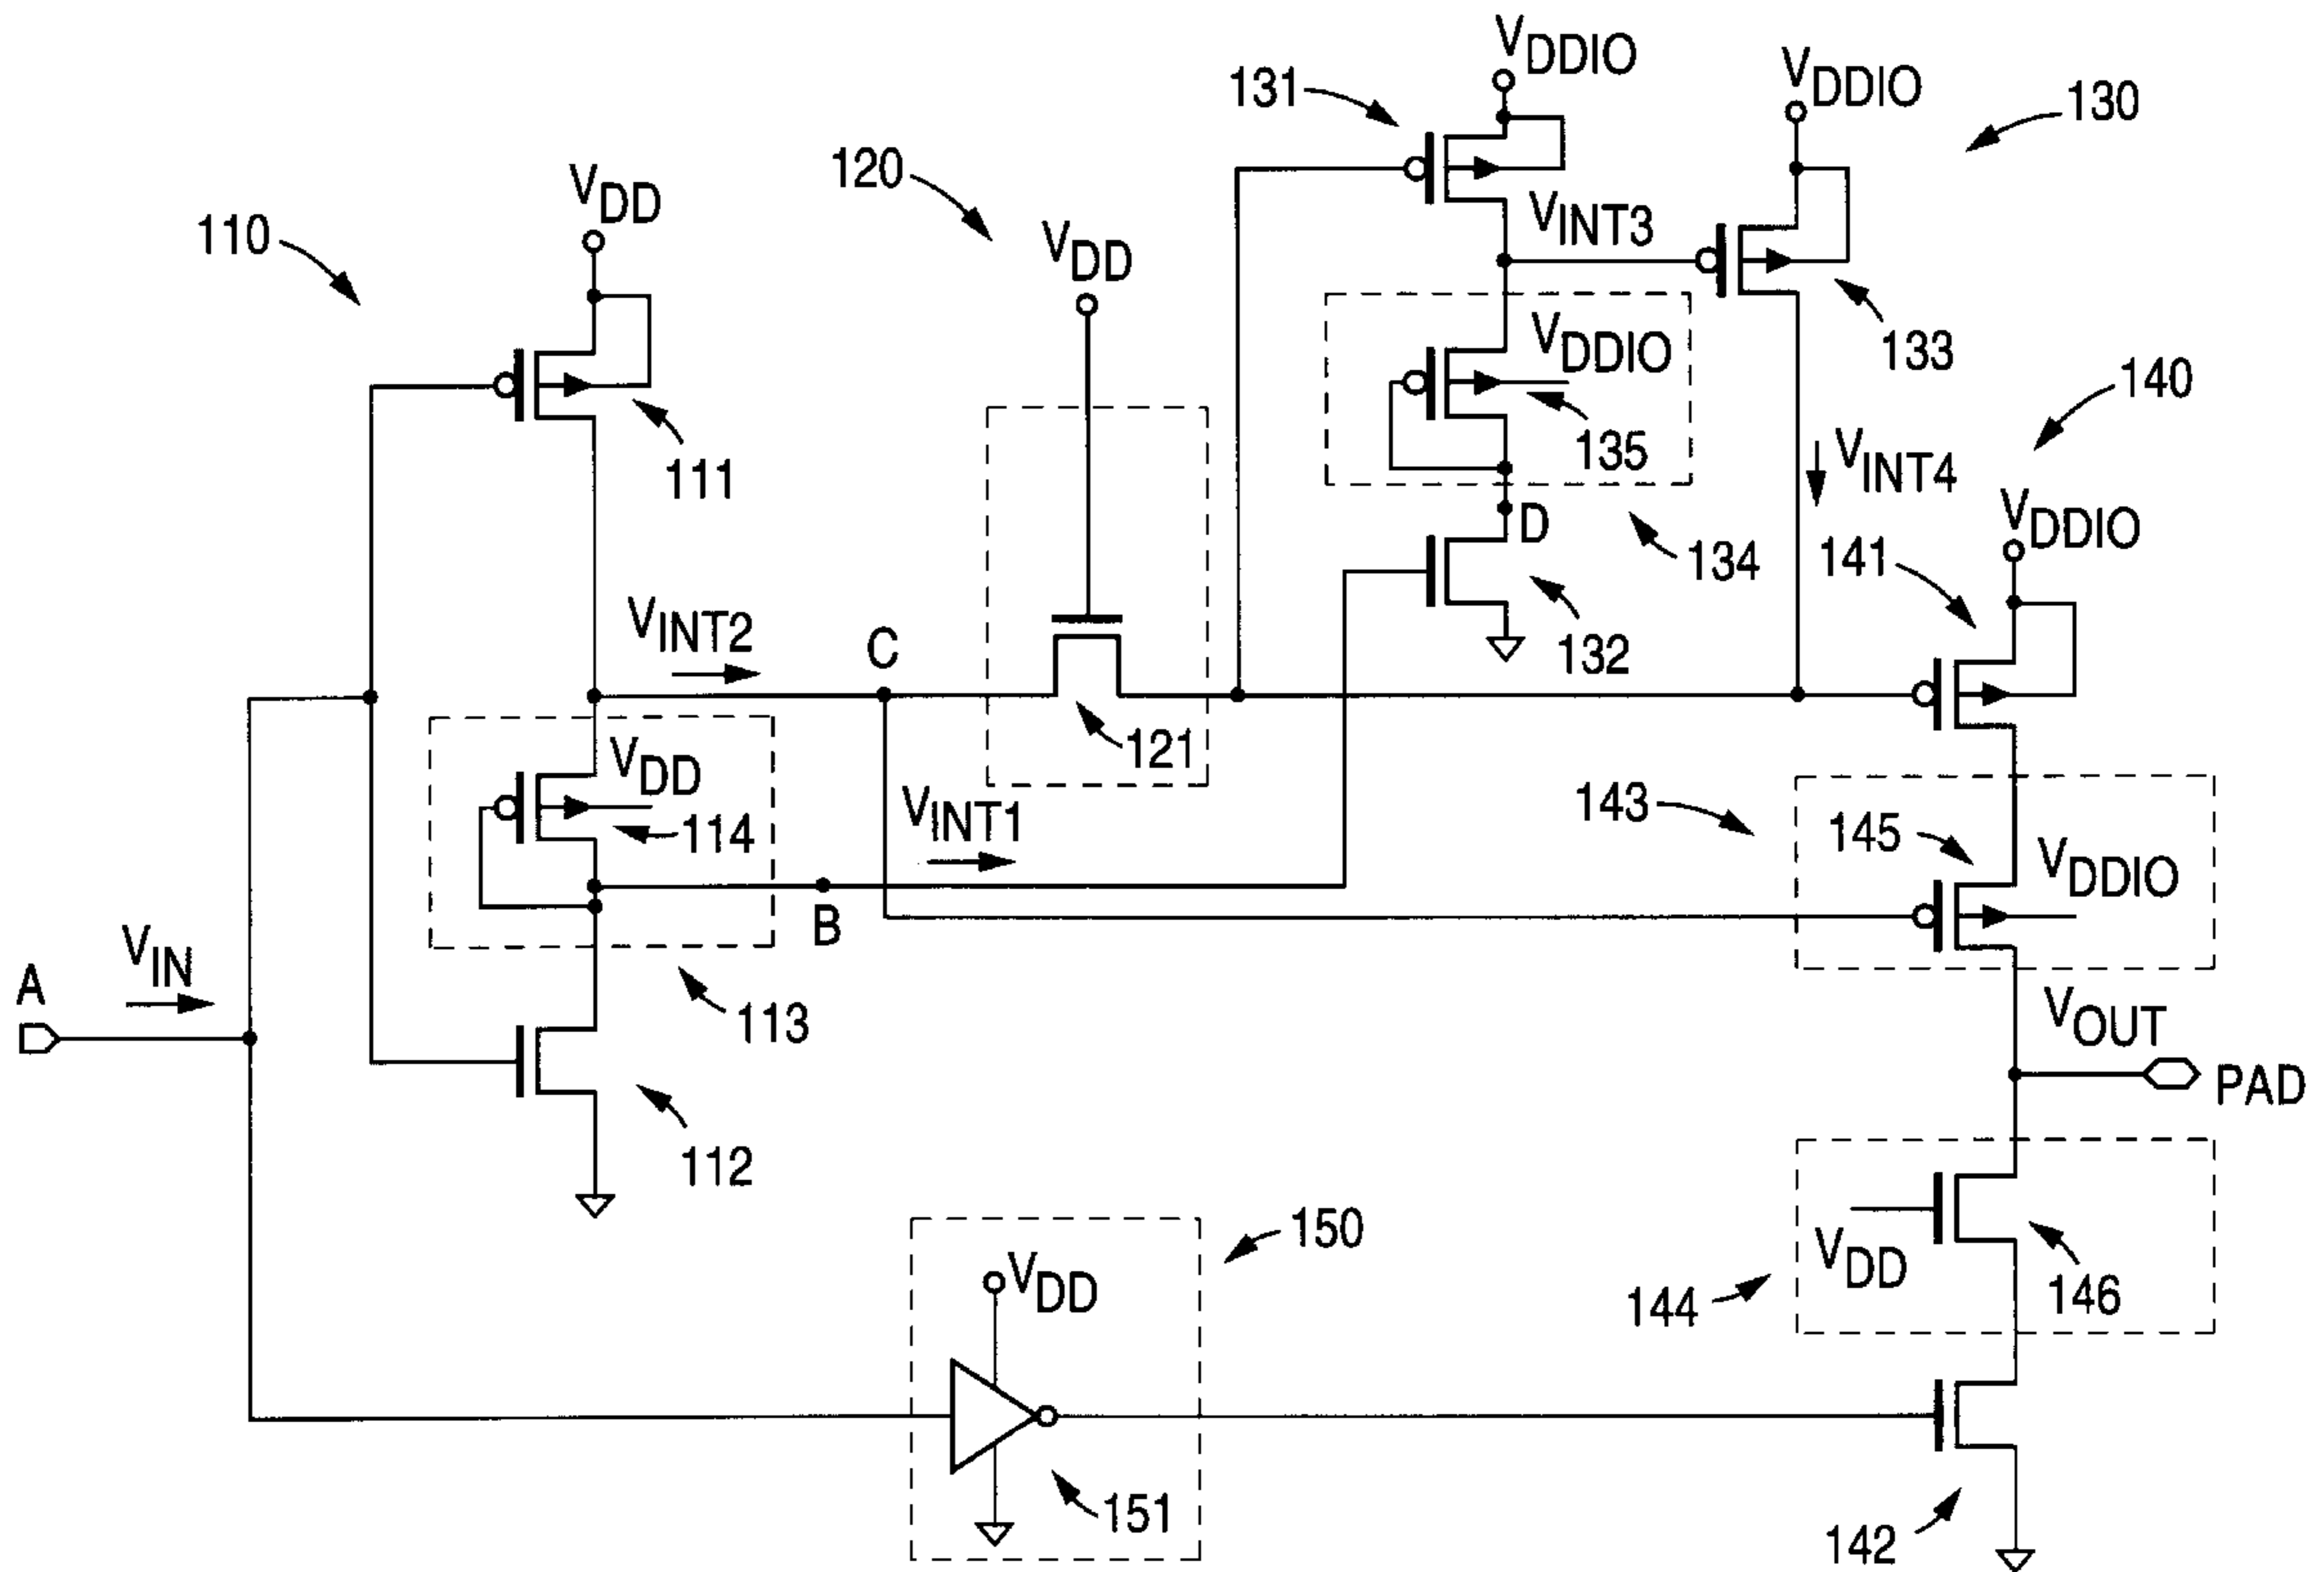 VDDIO
131
VDDIO
130
120
VDD
110
VINT3
VDD
133
VDDIO
135
140
111
VINT4
VDDIO
D
134
141
132
VINT2
C
121
VDD
114
VINT1
143
145
VDDIO
B
VIN
A
113
VOUT
PAD
112
150
VDD
VDD
146
144
151
142